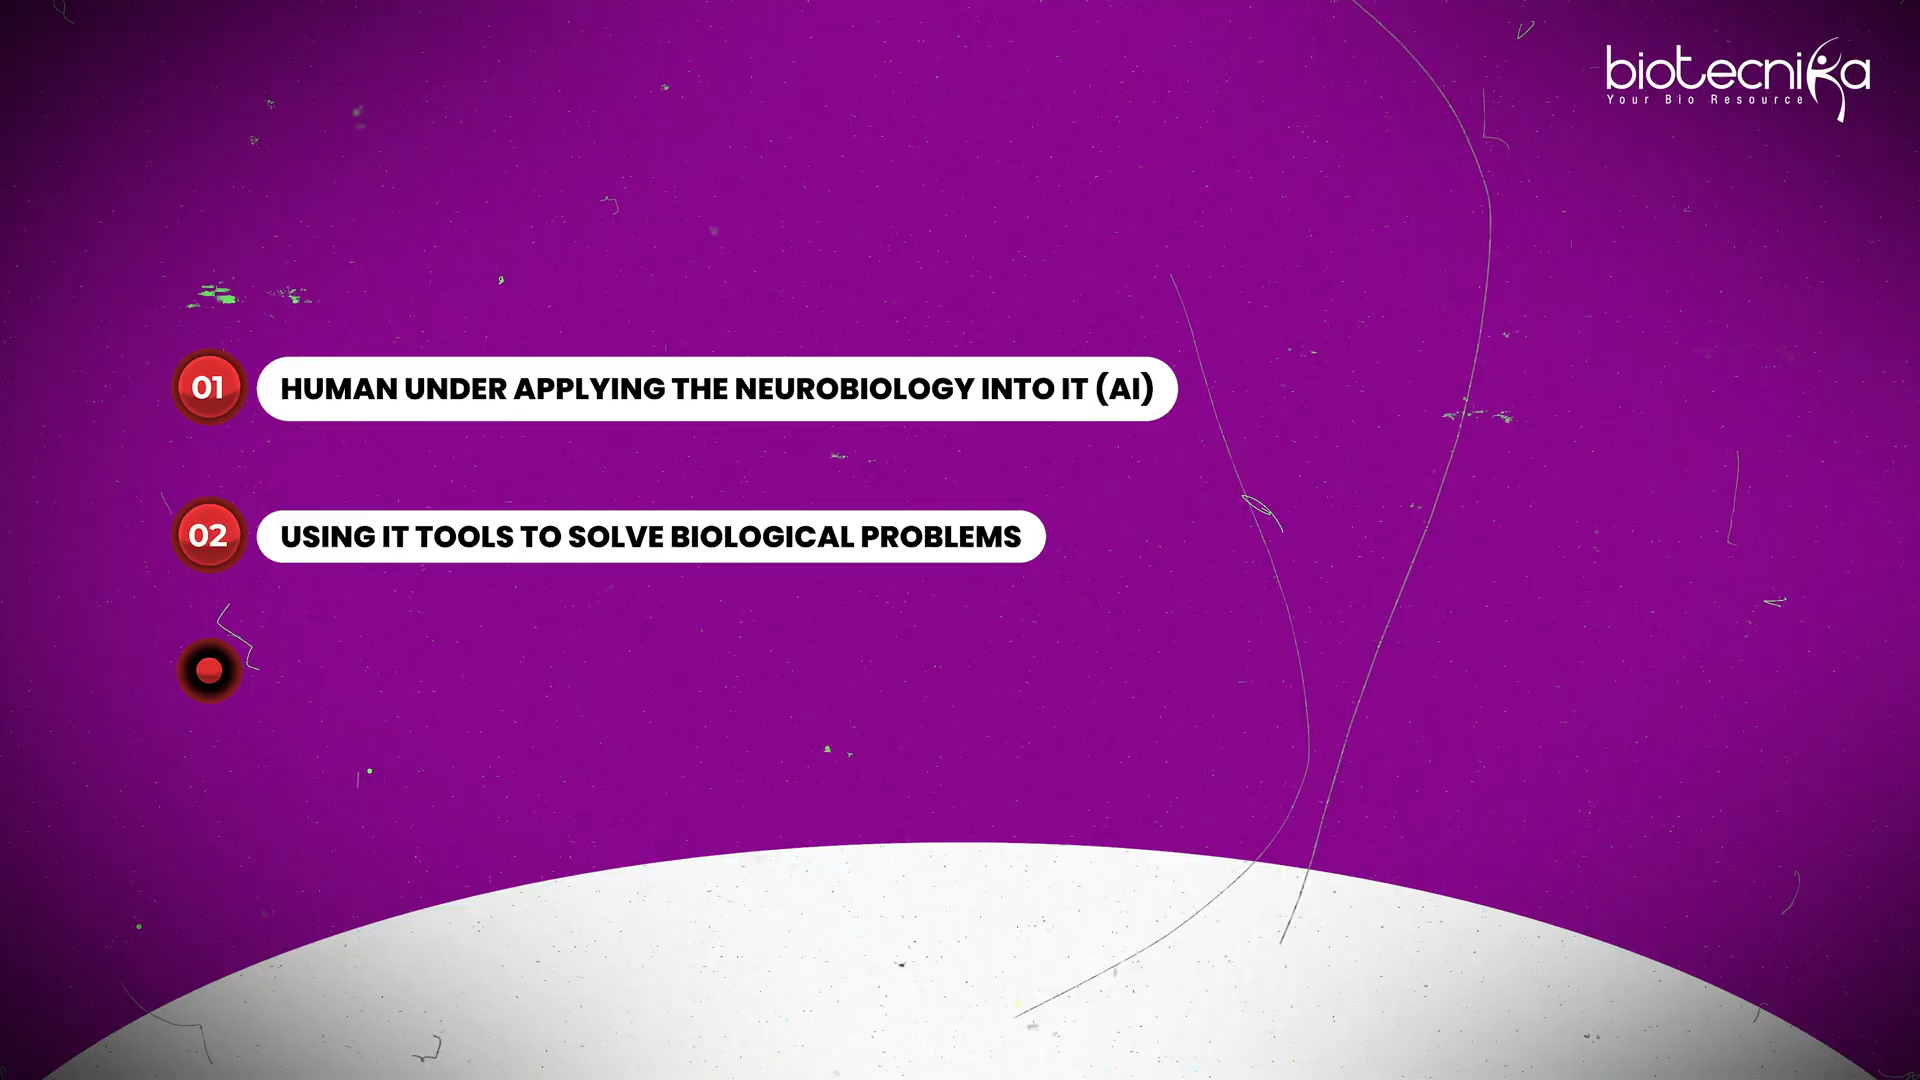 biotecnika
Your Bio Resource
01 HUMAN UNDER APPLYING THE NEUROBIOLOGY INTO IT (AI)
02 USING IT TOOLS TO SOLVE BIOLOGICAL PROBLEMS